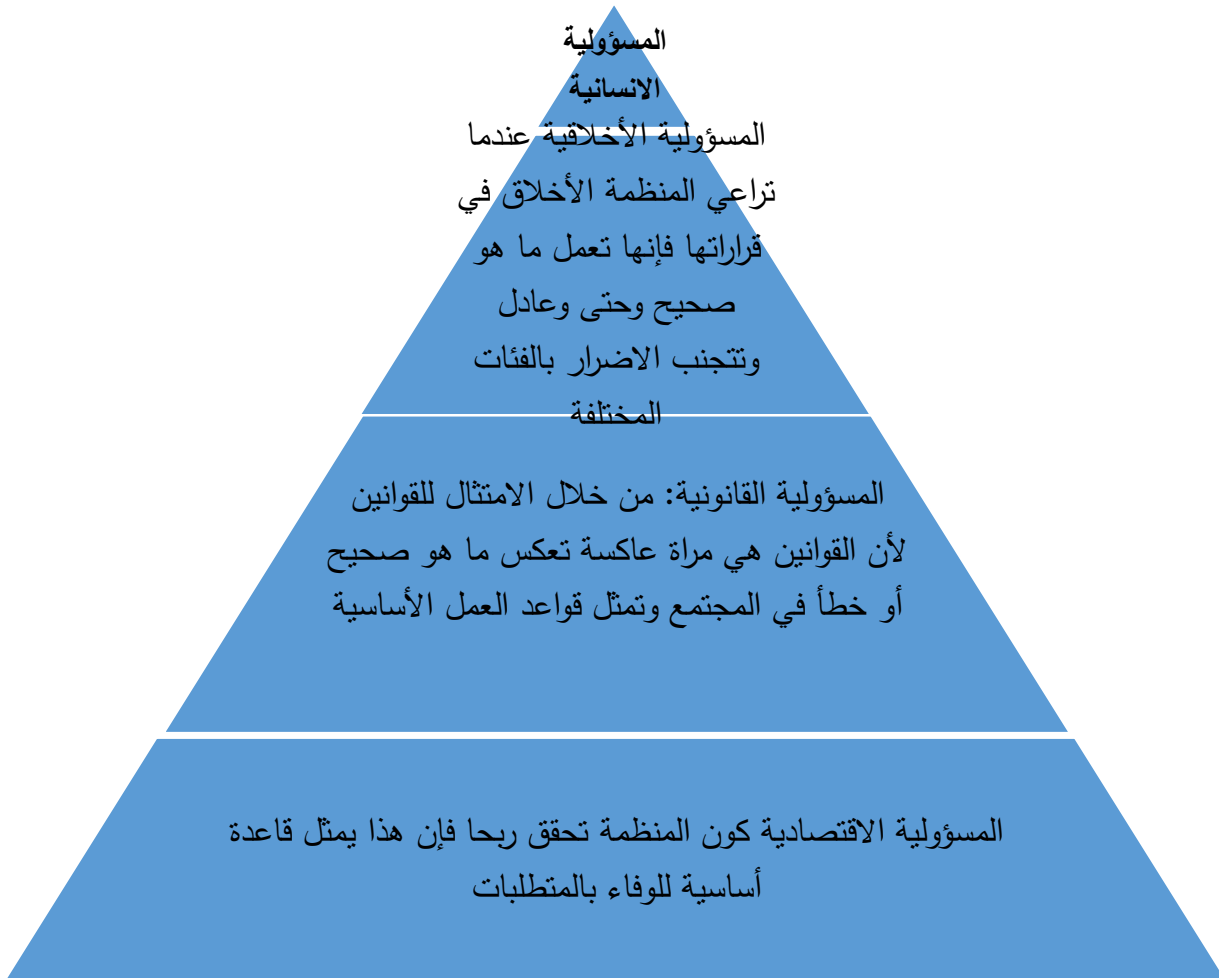 المسؤولية
الانسانية
المسؤولية الأخلاقية عندما
تراعي المنظمة الأخلاق في
قراراتها فإنها تعمل ما هو
صحيح وحتى وعادل
وتتجنب الاضرار بالفئات
المختلفة
المسؤولية القانونية: من خلال الامتثال للقوانين
لأن القوانين هي مراة عاكسة تعكس ما هو صحيح
أو خطأ في المجتمع وتمثل قواعد العمل الأساسية
المسؤولية الاقتصادية كون المنظمة تحقق ربحا فإن هذا يمثل قاعدة
أساسية للوفاء بالمتطلبات